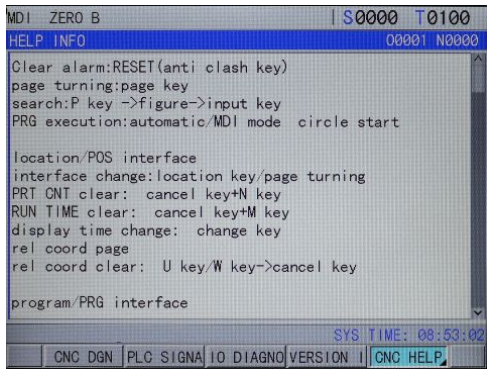 MDI ZERO B S0000 T0100
HELP INFO O0001 N0000
Clear alarm:RESET(anti clash key)
page turning:page key
search:P key ->figure->input key
PRG execution:automatic/MDI mode circle start
location/POS interface
interface change:location key/page turning
PRT CNT clear: cancel key+N key
RUN TIME clear: cancel key+M key
display time change: change key
rel coord page
rel coord clear: U key/W key->cancel key
program/PRG interface
SYS TIME: 08:53:02
CNC DGN PLC SIGNA IO DIAGNO VERSION I CNC HELP